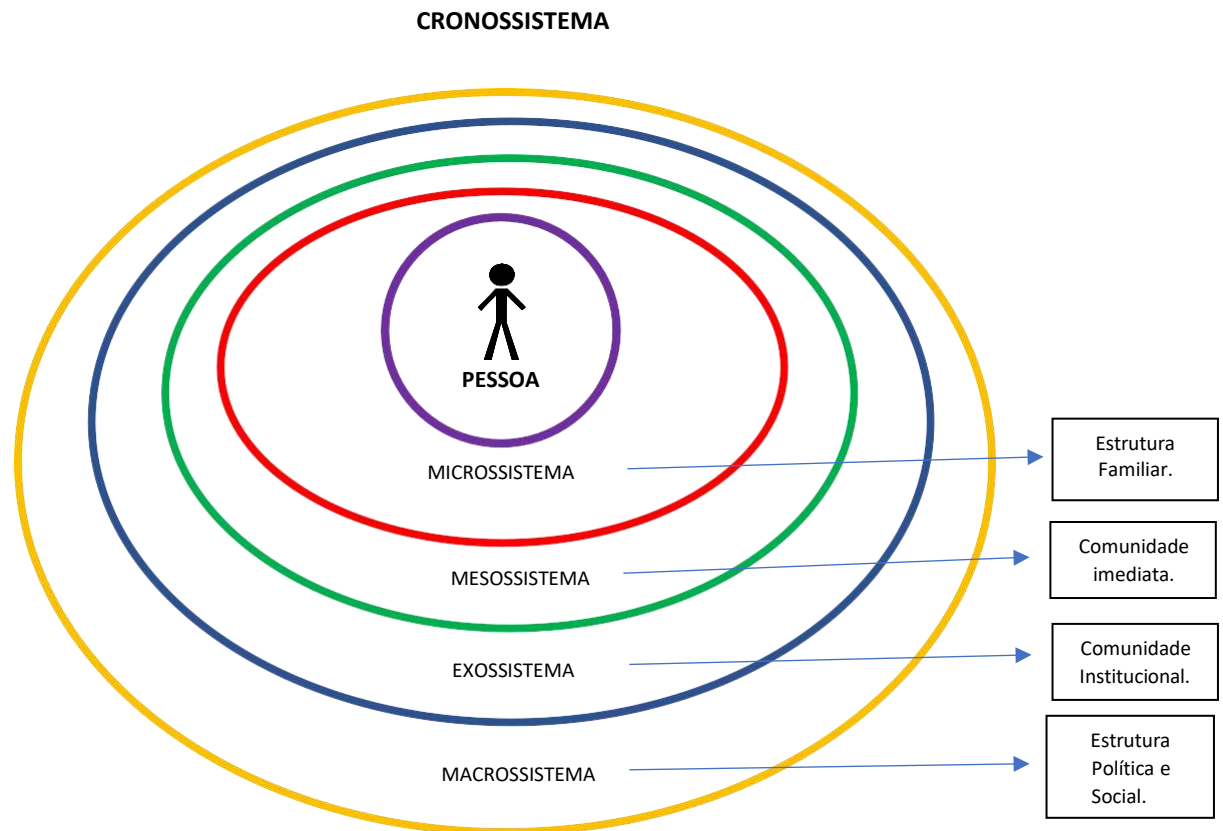 CRONOSSISTEMA
PESSOA
MICROSSISTEMA
Estrutura
Familiar.
MESOSSISTEMA
Comunidade
imediata.
EXOSSISTEMA
Comunidade
Institucional.
MACROSSISTEMA
Estrutura
Política e
Social.